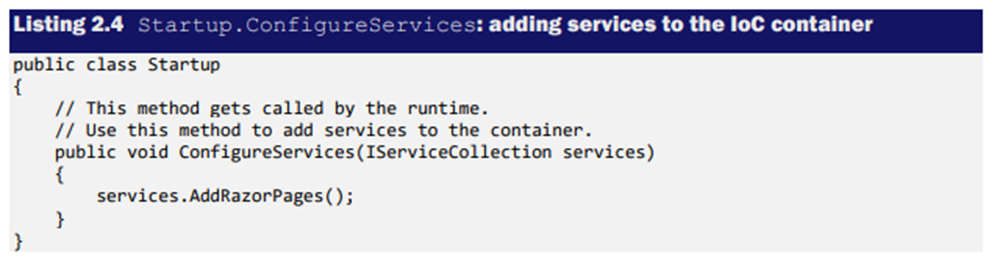 Listing 2.4 Startup.ConfigureServices: adding services to the IoC container
public class Startup
{
    // This method gets called by the runtime.
    // Use this method to add services to the container.
    public void ConfigureServices(IServiceCollection services)
    {
        services.AddRazorPages();
    }
}